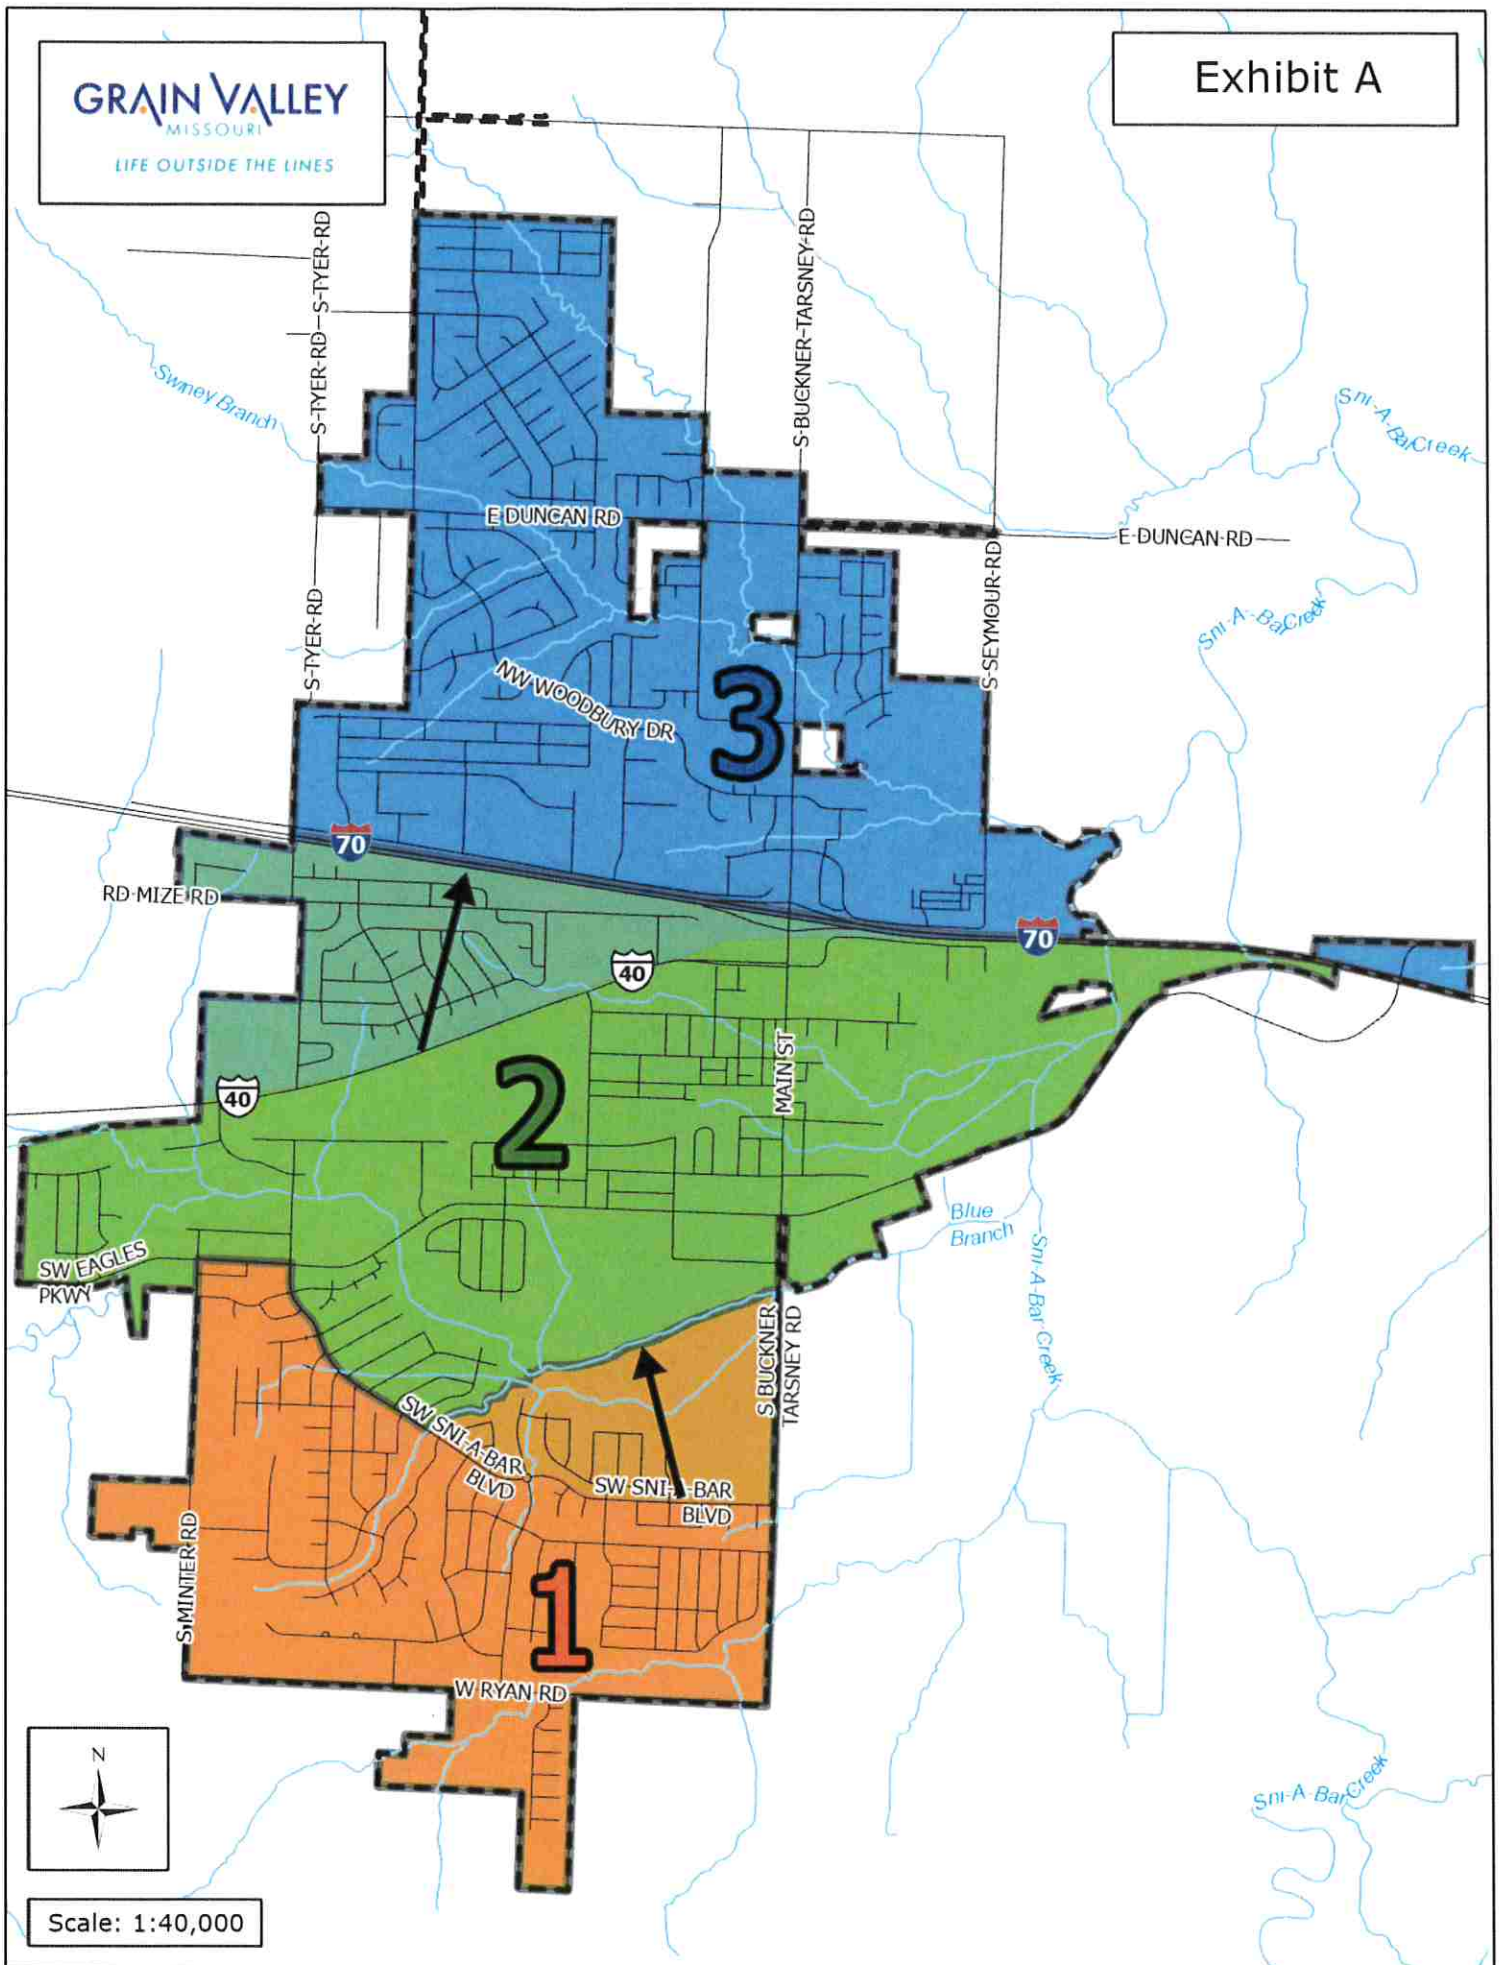 GRAIN VALLEY
MISSOURI
LIFE OUTSIDE THE LINES
Exhibit A
S-TYER-RD
S-TYER-RD
S-BUCKNER-TARSNEY-RD
Swiney Branch
Sni-A-Bar Creek
E DUNCAN RD
E-DUNCAN-RD
S-TYER-RD
S-SEYMOUR-RD
Sni-A-Bar Creek
NW WOODBURY DR
3
70
RD-MIZE RD
70
40
40
MAIN ST
2
Blue
Branch
SW EAGLES
PKWY
Sni-A-Bar Creek
S BUCKNER
TARSNEY RD
SW SNI-A-BAR
BLVD
SW SNI-A-BAR
BLVD
S MINTER RD
1
W RYAN RD
N
Sni-A-Bar Creek
Scale: 1:40,000